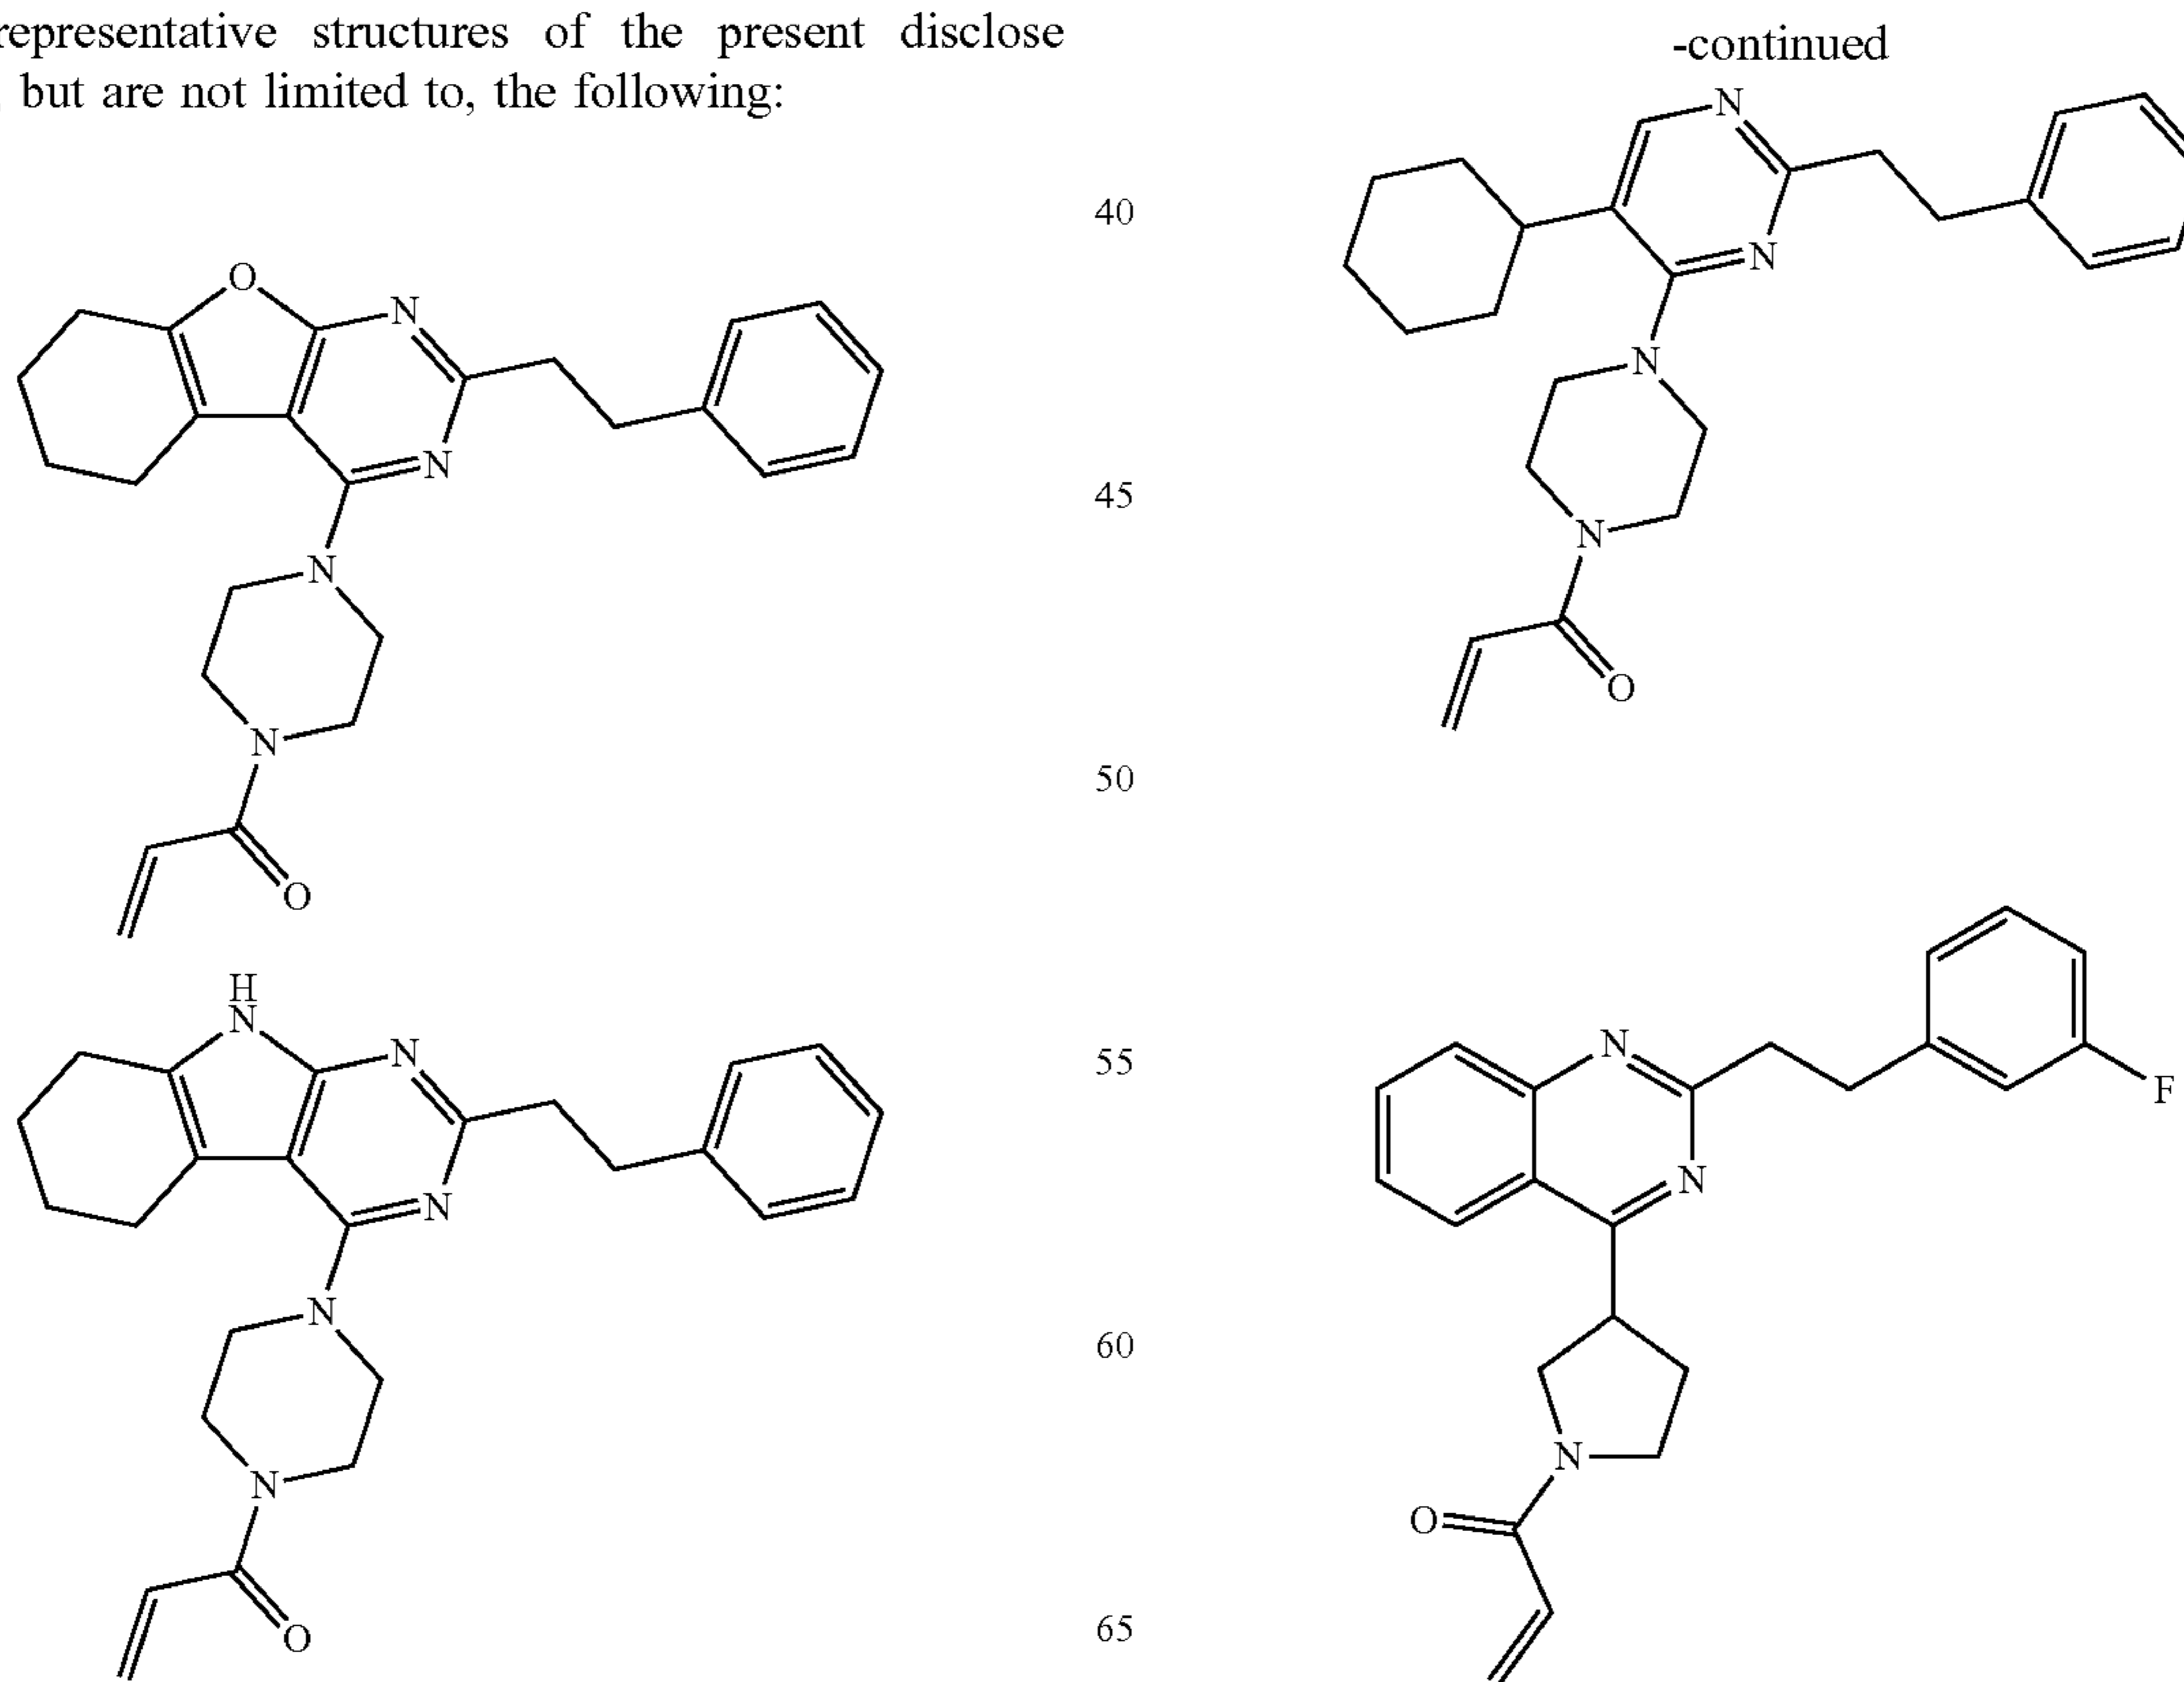 representative structures of the present disclose
but are not limited to, the following:
O
N
N
N
N
O
H
N
N
N
N
N
O
40
45
50
55
60
65
-continued
N
N
N
N
O
N
N
F
N
O